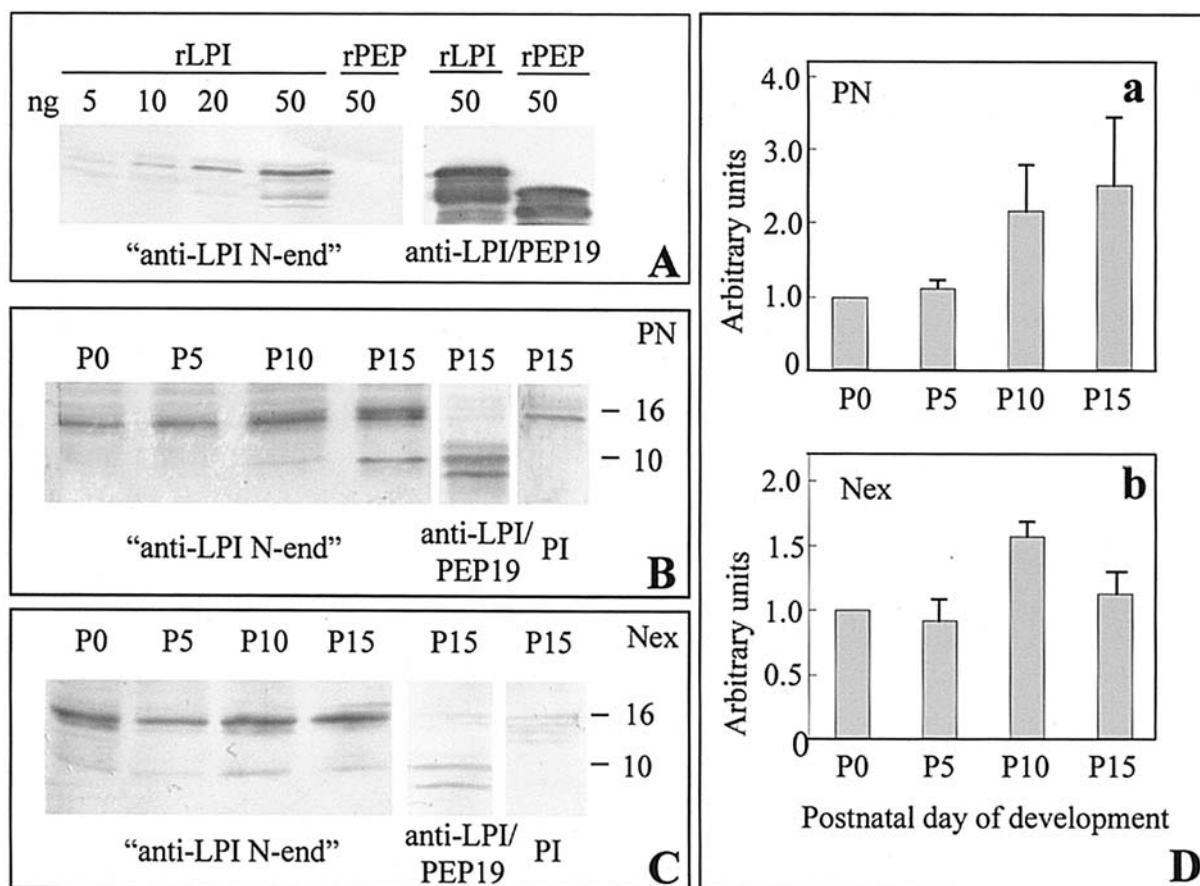 rLPI rPEP rLPI rPEP
ng 5 10 20 50 50 50 50
“anti-LPI N-end” anti-LPI/PEP19
A
PN
P0 P5 P10 P15 P15 P15
– 16
– 10
“anti-LPI N-end” anti-LPI/ PI
PEP19
B
P0 P5 P10 P15 P15 P15 Nex
– 16
– 10
“anti-LPI N-end” anti-LPI/ PI
PEP19
C
a
PN
Arbitrary units
4.0
3.0
2.0
1.0
0
P0 P5 P10 P15
b
Nex
Arbitrary units
2.0
1.5
1.0
0.5
0
P0 P5 P10 P15
Postnatal day of development
D